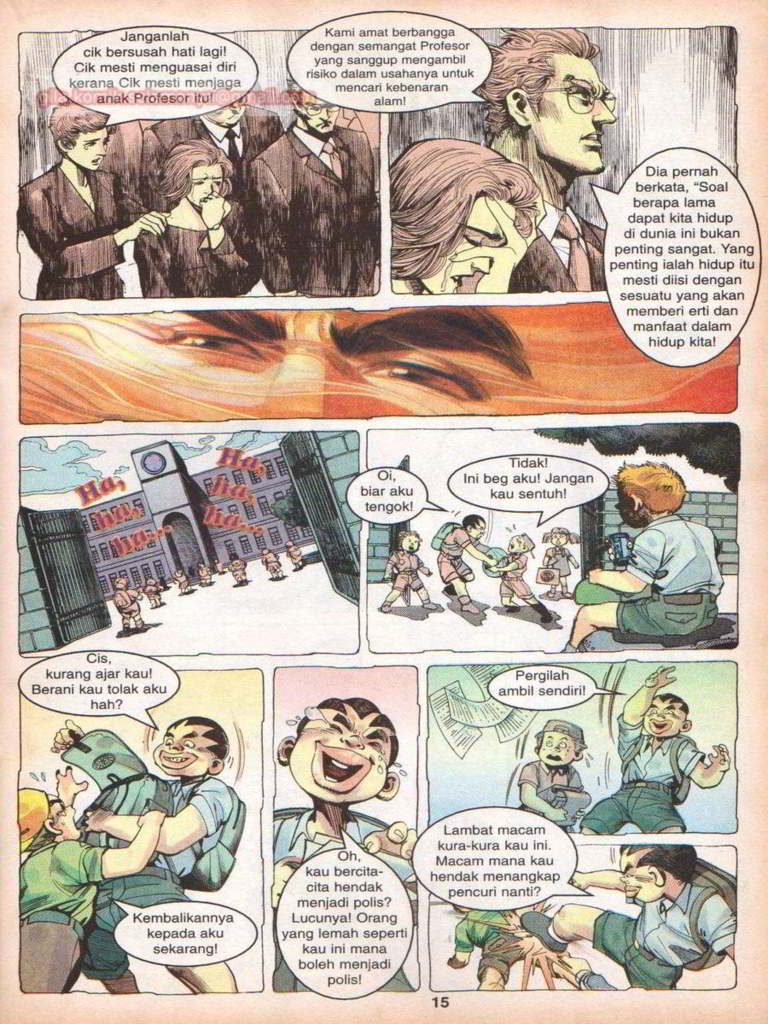 Janganlah
cik bersusah hati lagi!
Cik mesti menguasai diri
kerana Cik mesti menjaga
anak Profesor itu!
Kami amat berbangga
dengan semangat Profesor
yang sanggup mengambil
risiko dalam usahanya untuk
mencari kebenaran
alam!
Dia pernah
berkata, "Soal
berapa lama
dapat kita hidup
di dunia ini bukan
penting sangat. Yang
penting ialah hidup itu
mesti diisi dengan
sesuatu yang akan
memberi erti dan
manfaat dalam
hidup kita!
Ha,
ha,
ha...
Ha,
ha,
ha...
Oi,
biar aku
tengok!
Tidak!
Ini beg aku! Jangan
kau sentuh!
Cis,
kurang ajar kau!
Berani kau tolak aku
hah?
Kembalikannya
kepada aku
sekarang!
Oh,
kau bercita-
cita hendak
menjadi polis?
Lucunya! Orang
yang lemah seperti
kau ini mana
boleh menjadi
polis!
Pergilah
ambil sendiri!
Lambat macam
kura-kura kau ini.
Macam mana kau
hendak menangkap
pencuri nanti?
15